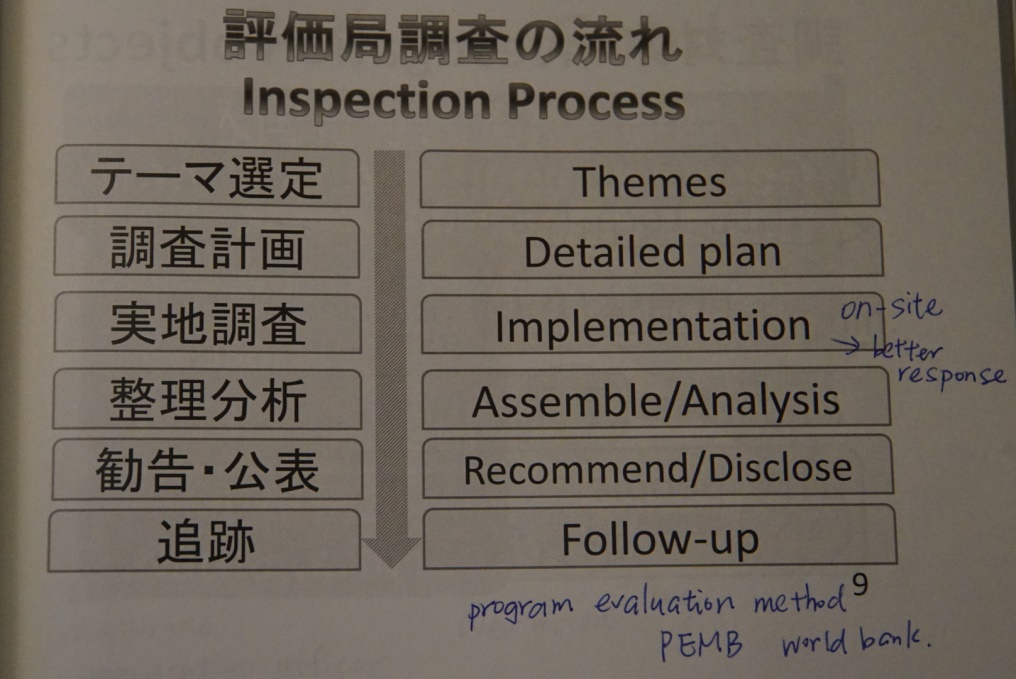 評価局調査の流れ
Inspection Process
テーマ選定
Themes
調査計画
Detailed plan
実地調査
Implementation
on-site
→ better
response
整理分析
Assemble/Analysis
勧告・公表
Recommend/Disclose
追跡
Follow-up
9
program evaluation method
PEMB world bank.